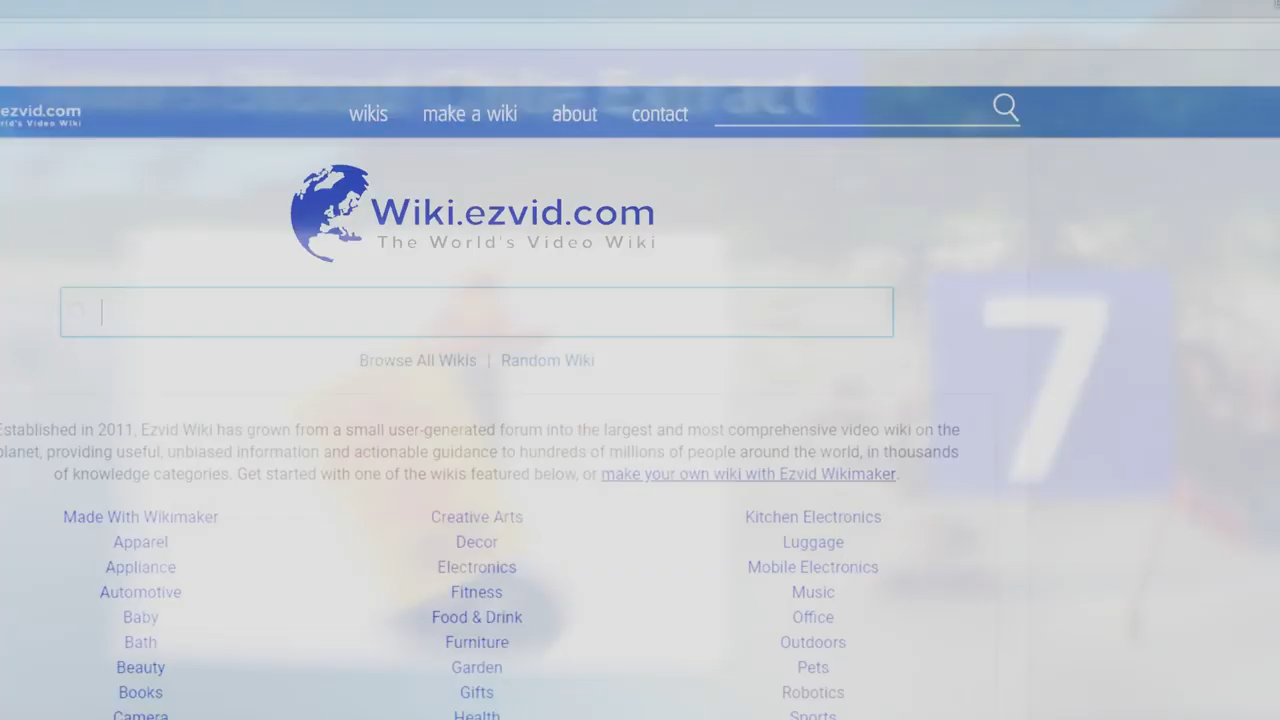 Extract
ezvid.com
wikis make a wiki about contact
rld's Video Wiki
Wiki.ezvid.com
The World's Video Wiki
Browse All Wikis | Random Wiki
7
Established in 2011, Ezvid Wiki has grown from a small user-generated forum into the largest and most comprehensive video wiki on the
planet, providing useful, unbiased information and actionable guidance to hundreds of millions of people around the world, in thousands
of knowledge categories. Get started with one of the wikis featured below, or make your own wiki with Ezvid Wikimaker.
Made With Wikimaker Creative Arts Kitchen Electronics
Apparel Decor Luggage
Appliance Electronics Mobile Electronics
Automotive Fitness Music
Baby Food & Drink Office
Bath Furniture Outdoors
Beauty Garden Pets
Books Gifts Robotics
Camera Health Sports